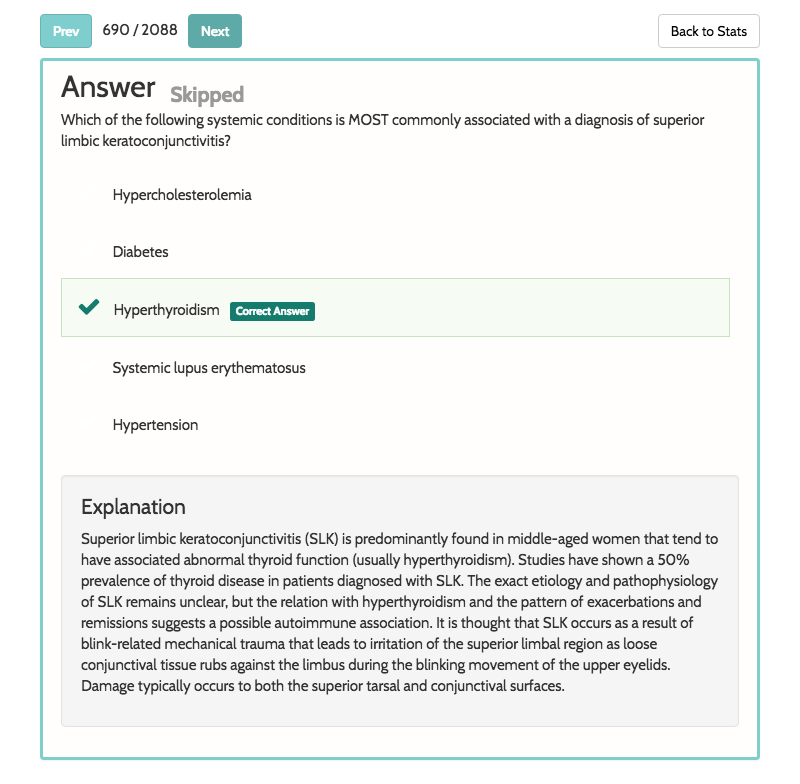 Prev 690 / 2088 Next Back to Stats
Answer Skipped
Which of the following systemic conditions is MOST commonly associated with a diagnosis of superior
limbic keratoconjunctivitis?
Hypercholesterolemia
Diabetes
Hyperthyroidism Correct Answer
Systemic lupus erythematosus
Hypertension
Explanation
Superior limbic keratoconjunctivitis (SLK) is predominantly found in middle-aged women that tend to
have associated abnormal thyroid function (usually hyperthyroidism). Studies have shown a 50%
prevalence of thyroid disease in patients diagnosed with SLK. The exact etiology and pathophysiology
of SLK remains unclear, but the relation with hyperthyroidism and the pattern of exacerbations and
remissions suggests a possible autoimmune association. It is thought that SLK occurs as a result of
blink-related mechanical trauma that leads to irritation of the superior limbal region as loose
conjunctival tissue rubs against the limbus during the blinking movement of the upper eyelids.
Damage typically occurs to both the superior tarsal and conjunctival surfaces.